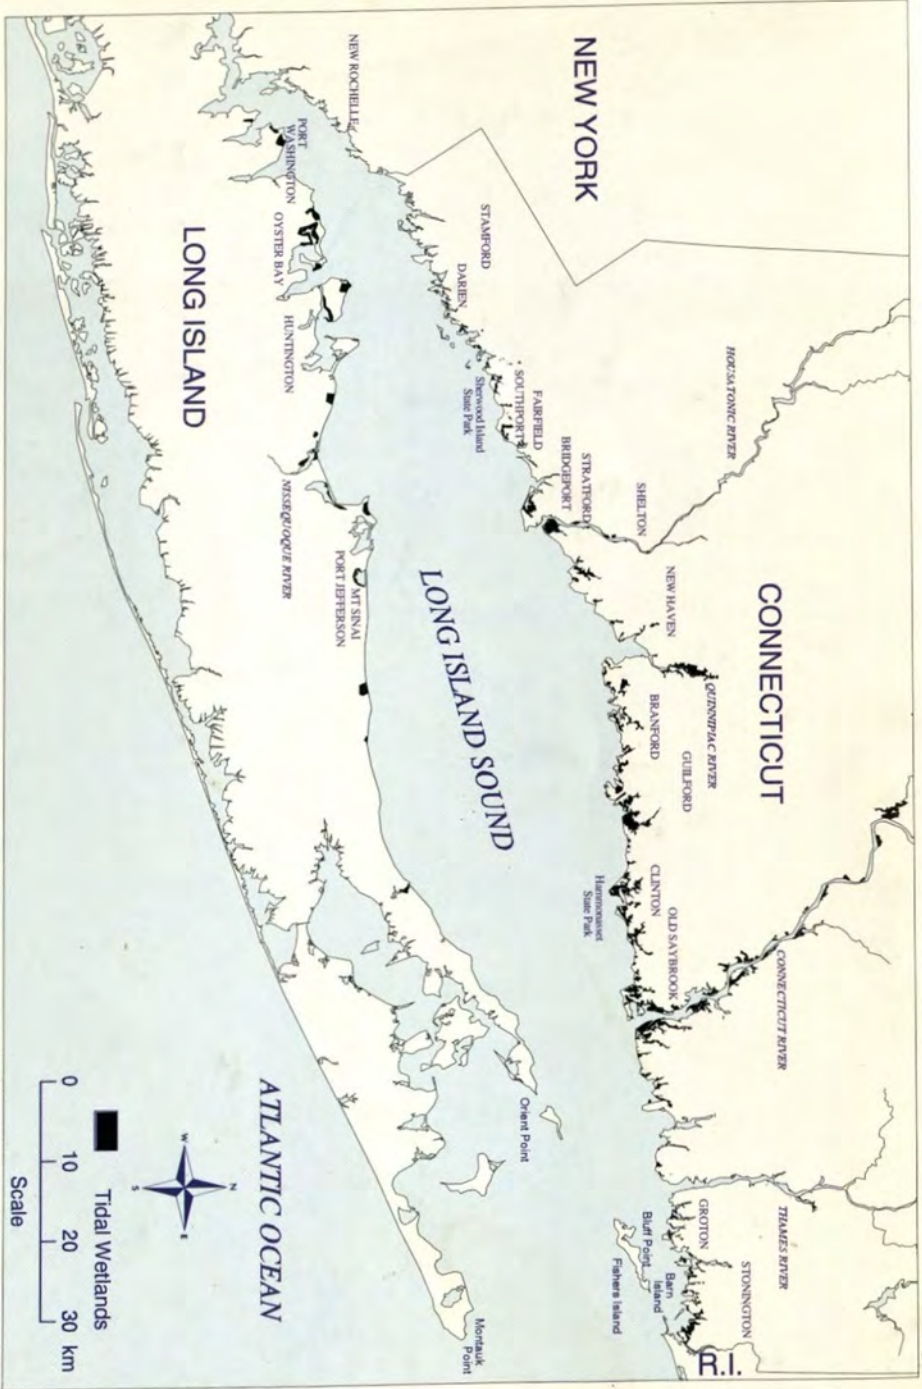 NEW YORK
CONNECTICUT
HOUSATONIC RIVER
SHELTON
NEW HAVEN
QUINNIPIAC RIVER
BRANFORD
GUILFORD
CLINTON
OLD SAYBROOK
CONNECTICUT RIVER
THAMES RIVER
GROTON
STONINGTON
R.I.
STRATFORD
BRIDGEPORT
FAIRFIELD
SOUTHPORT
Sherwood Island
State Park
Hammonasset
State Park
Bluff Point
Barn
Island
Fishers Island
STAMFORD
DARIEN
NEW ROCHELLE
LONG ISLAND SOUND
Orient Point
Montauk
Point
PORT
WASHINGTON
OYSTER BAY
HUNTINGTON
NISSEQUOQUE RIVER
MT SINAI
PORT JEFFERSON
LONG ISLAND
ATLANTIC OCEAN
N
W
E
S
Tidal Wetlands
0 10 20 30 km
Scale